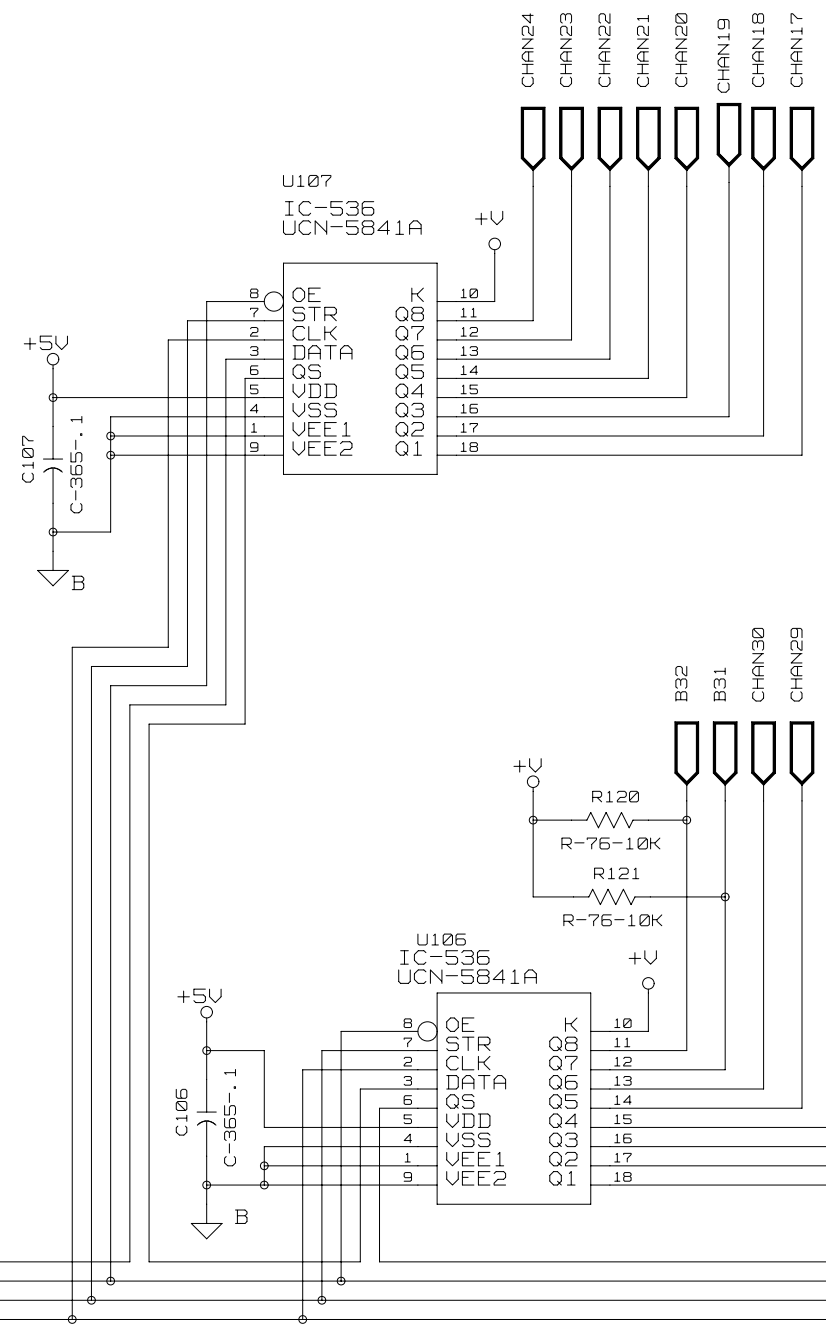 CHAN24
CHAN23
CHAN22
CHAN21
CHAN20
CHAN19
CHAN18
CHAN17
U107
IC-536
UCN-5841A
+V
8 OE K 10
7 STR Q8 11
2 CLK Q7 12
3 DATA Q6 13
6 QS Q5 14
5 VDD Q4 15
4 VSS Q3 16
1 VEE1 Q2 17
9 VEE2 Q1 18
+5V
C107
C-365-.1
B
B32
B31
CHAN30
CHAN29
+V
R120
R-76-10K
R121
R-76-10K
U106
IC-536
UCN-5841A
+V
8 OE K 10
7 STR Q8 11
2 CLK Q7 12
3 DATA Q6 13
6 QS Q5 14
5 VDD Q4 15
4 VSS Q3 16
1 VEE1 Q2 17
9 VEE2 Q1 18
+5V
C106
C-365-.1
B